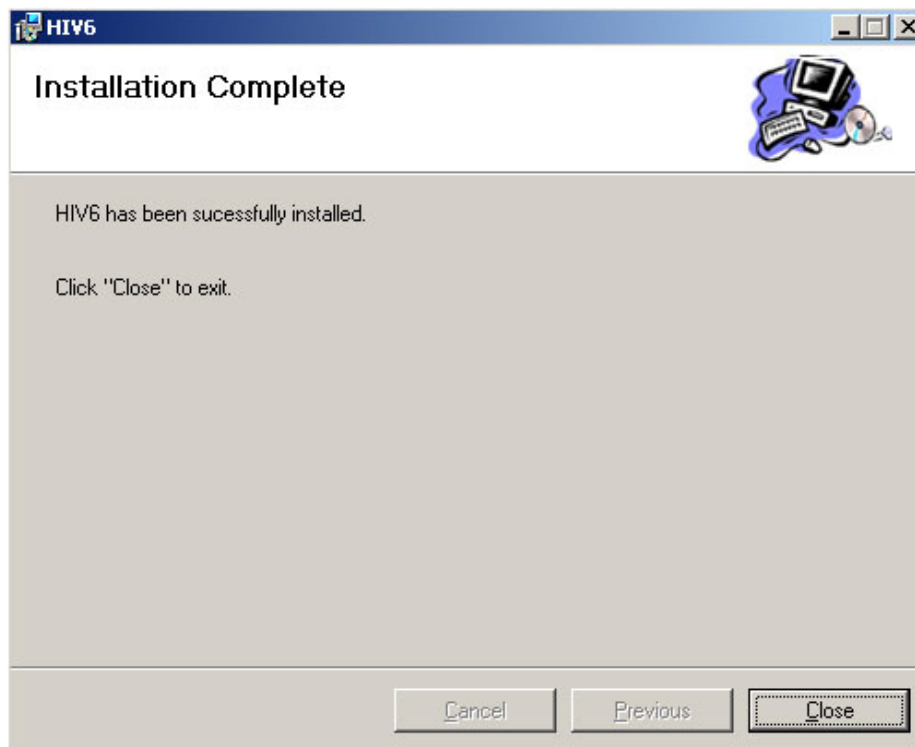 HIV6
Installation Complete
HIV6 has been sucessfully installed.
Click "Close" to exit.
Cancel Previous Close